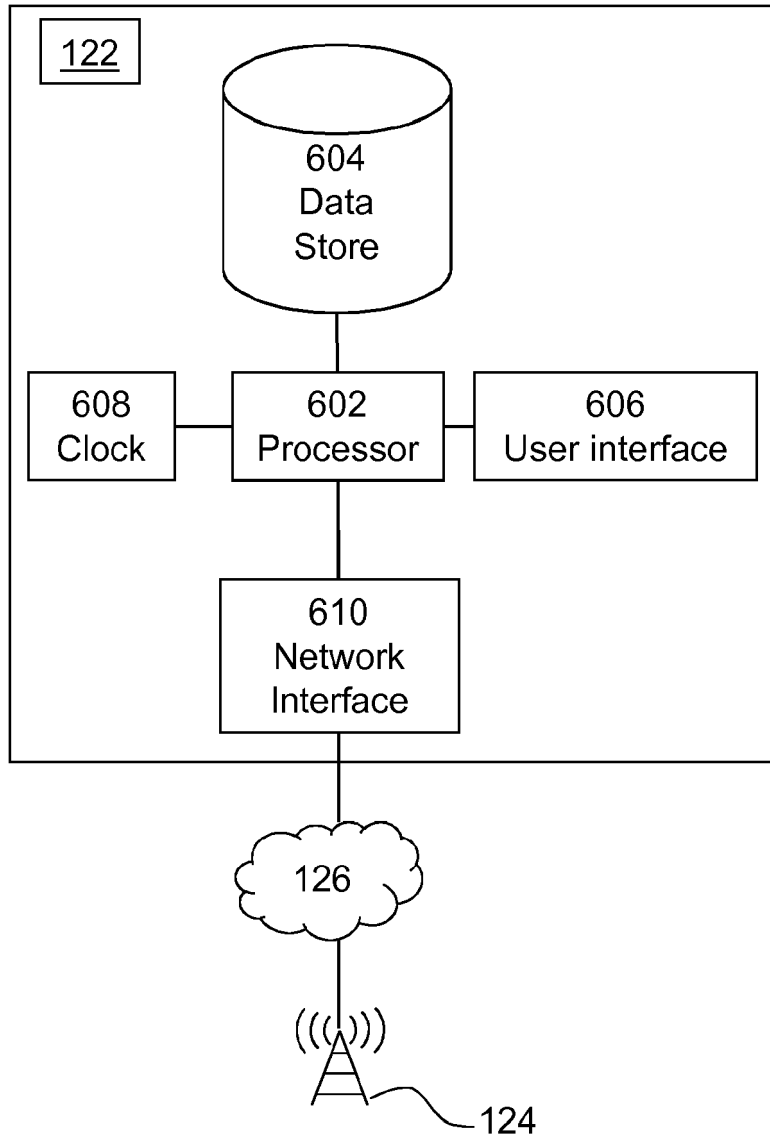 122
604
Data
Store
608
Clock
602
Processor
606
User interface
610
Network
Interface
126
124